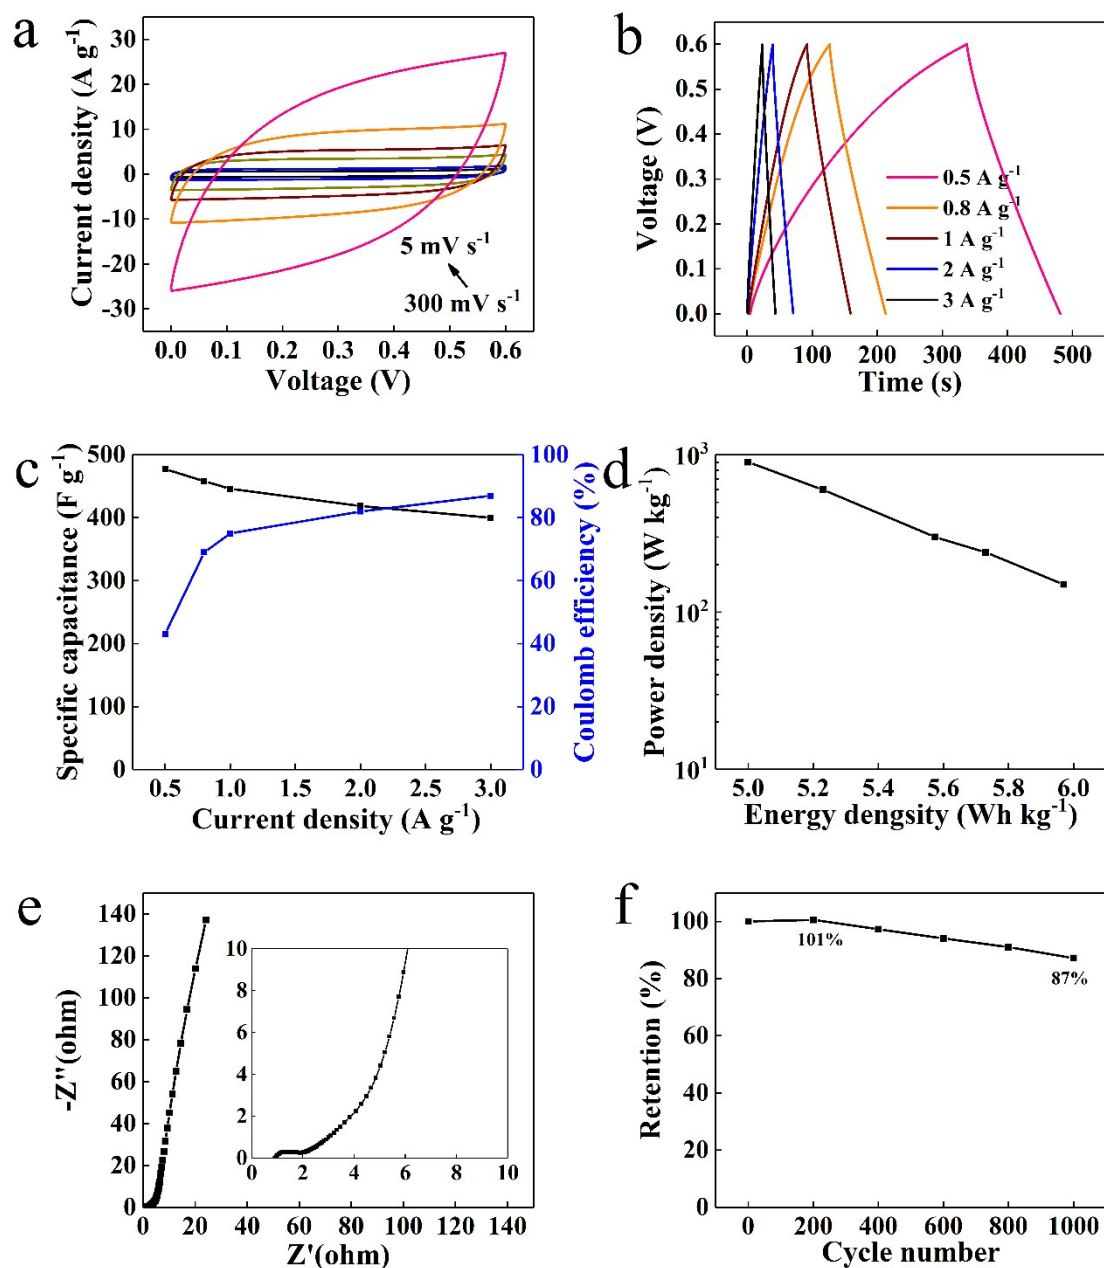 a
Current density (A g⁻¹)
30
20
10
0
-10
-20
-30
5 mV s⁻¹
300 mV s⁻¹
0.0 0.1 0.2 0.3 0.4 0.5 0.6
Voltage (V)
b
Voltage (V)
0.6
0.5
0.4
0.3
0.2
0.1
0.0
0.5 A g⁻¹
0.8 A g⁻¹
1 A g⁻¹
2 A g⁻¹
3 A g⁻¹
0 100 200 300 400 500
Time (s)
c
Specific capacitance (F g⁻¹)
500
400
300
200
100
0
100
80
60
40
20
0
Coulomb efficiency (%)
0.5 1.0 1.5 2.0 2.5 3.0
Current density (A g⁻¹)
d
Power density (W kg⁻¹)
10³
10²
10¹
5.0 5.2 5.4 5.6 5.8 6.0
Energy dengsity (Wh kg⁻¹)
e
-Z''(ohm)
140
120
100
80
60
40
20
0
10
8
6
4
2
0
0 2 4 6 8 10
0 20 40 60 80 100 120 140
Z'(ohm)
f
Retention (%)
100
80
60
40
20
0
101%
87%
0 200 400 600 800 1000
Cycle number